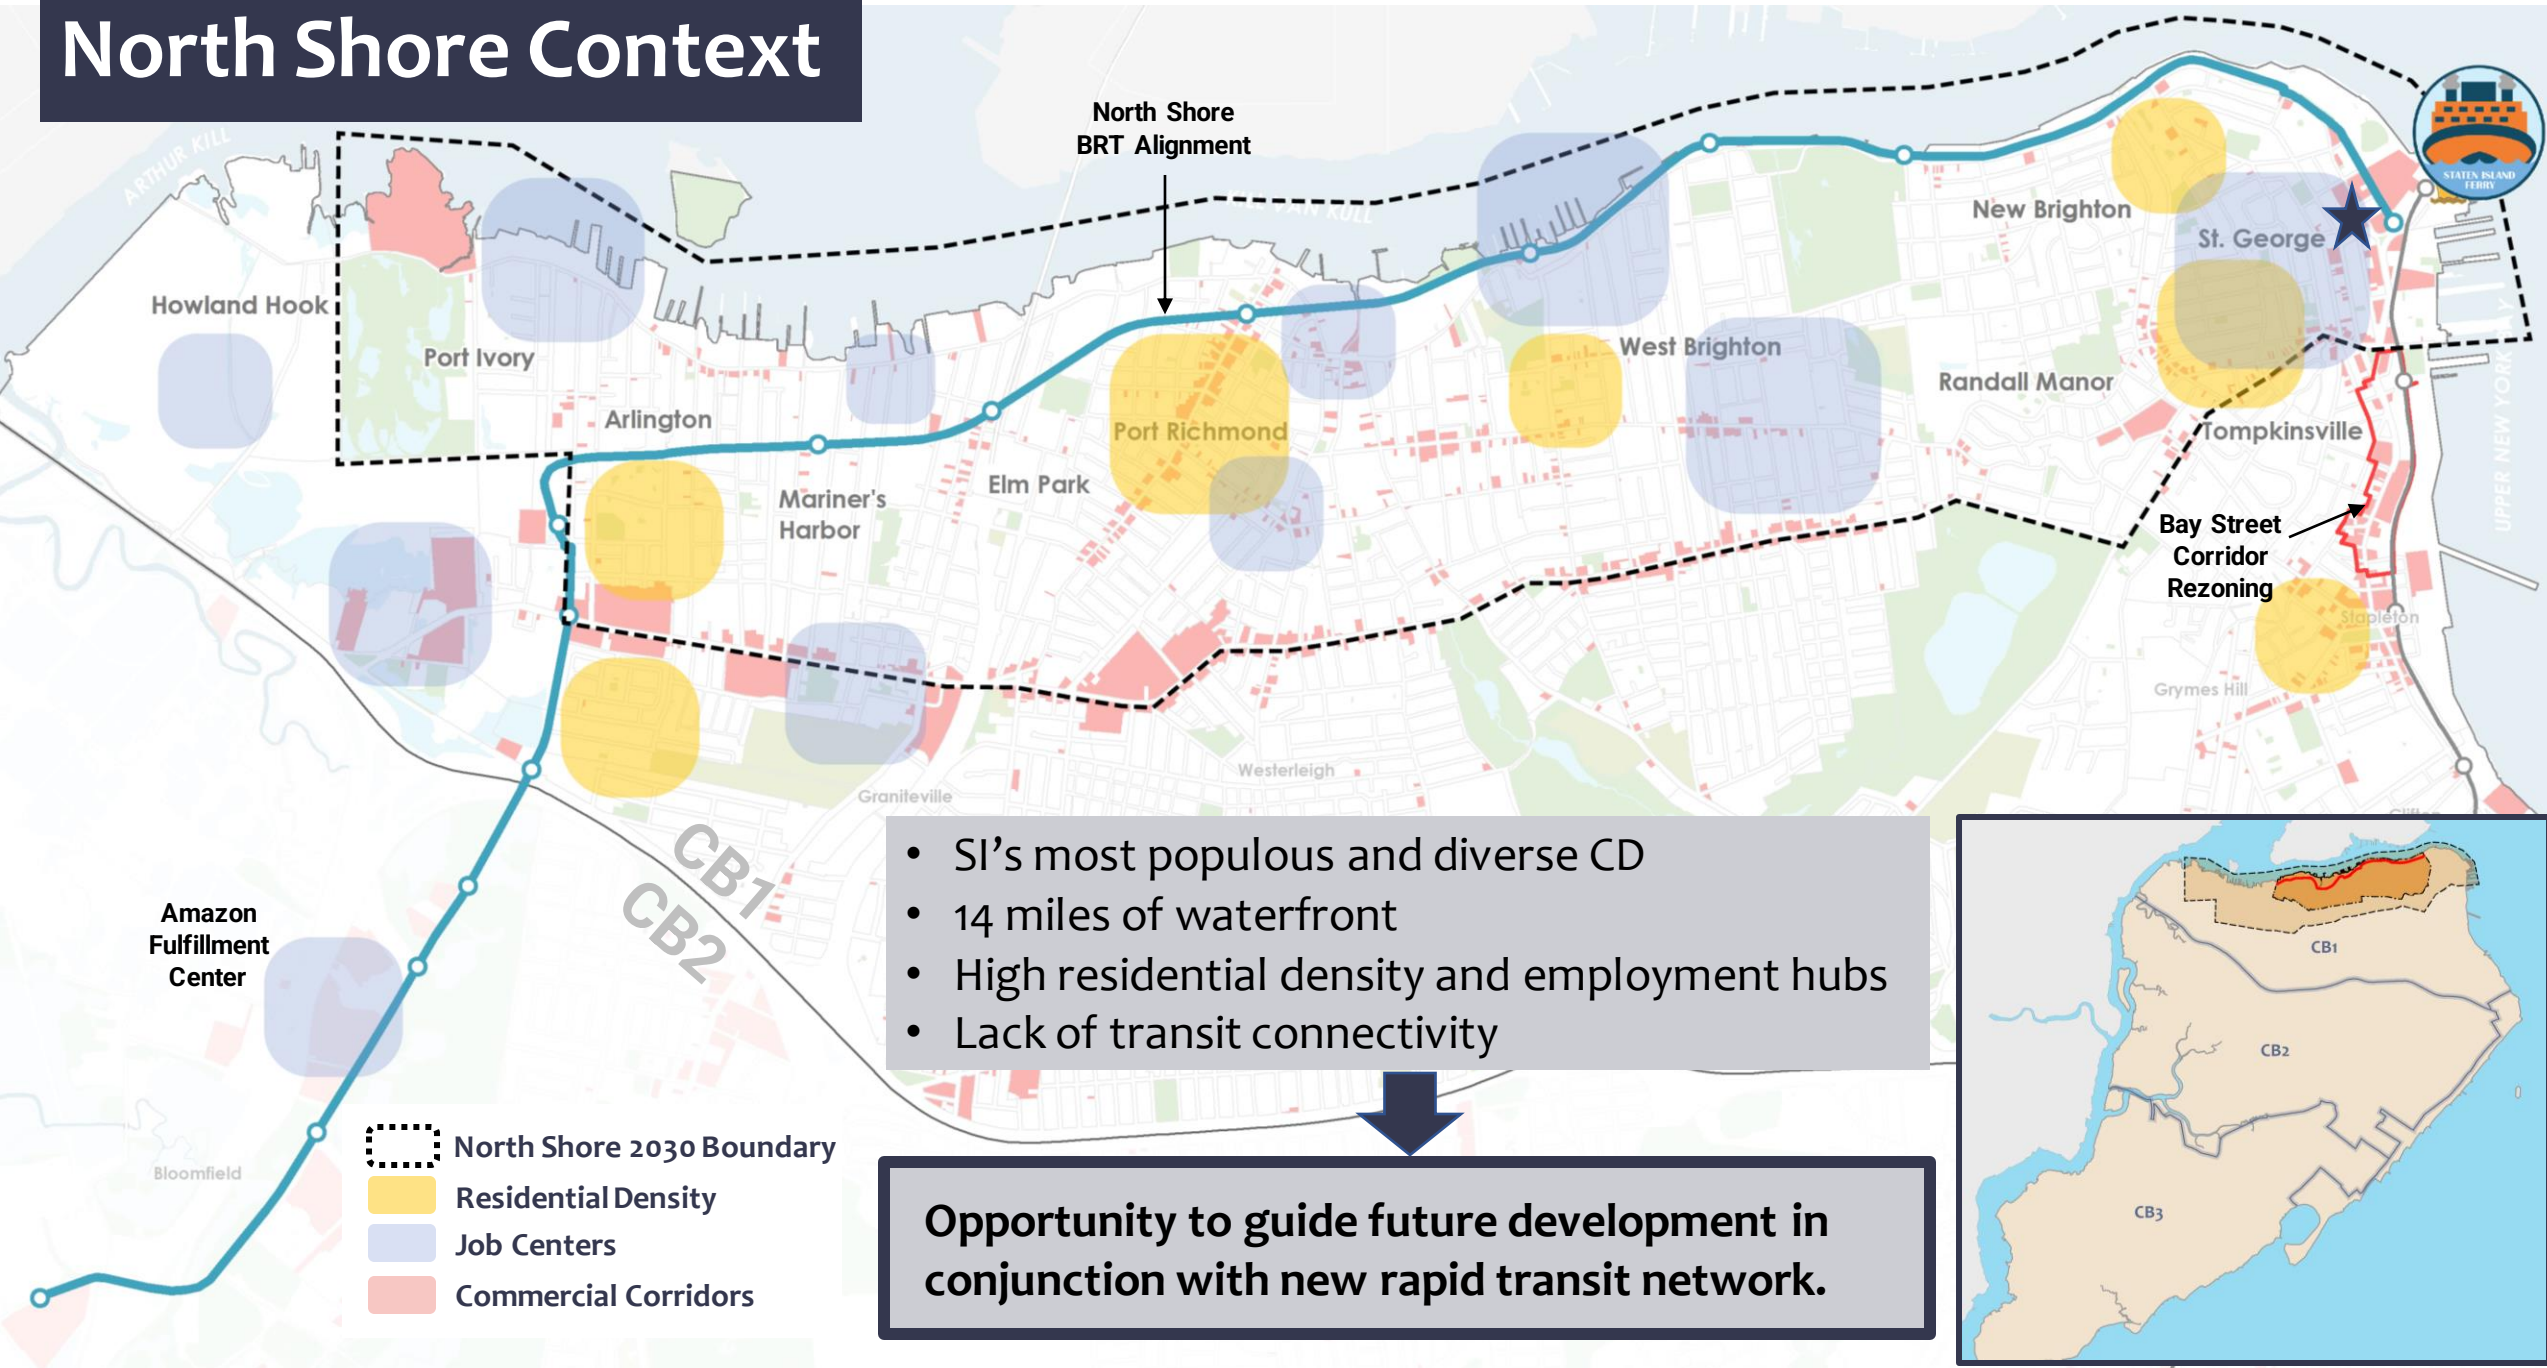 North Shore Context
ARTHUR KILL
North Shore
BRT Alignment
KILL VAN KULL
STATEN ISLAND
FERRY
New Brighton
St. George
Howland Hook
Port Ivory
West Brighton
Randall Manor
Arlington
Port Richmond
Tompkinsville
Elm Park
Mariner's
Harbor
UPPER NEW YORK BAY
Bay Street
Corridor
Rezoning
Stapleton
Grymes Hill
Westerleigh
Graniteville
Clifton
CB1
CB2
• SI’s most populous and diverse CD
• 14 miles of waterfront
• High residential density and employment hubs
• Lack of transit connectivity
Amazon
Fulfillment
Center
Bloomfield
North Shore 2030 Boundary
Residential Density
Job Centers
Commercial Corridors
Opportunity to guide future development in
conjunction with new rapid transit network.
CB1
CB2
CB3